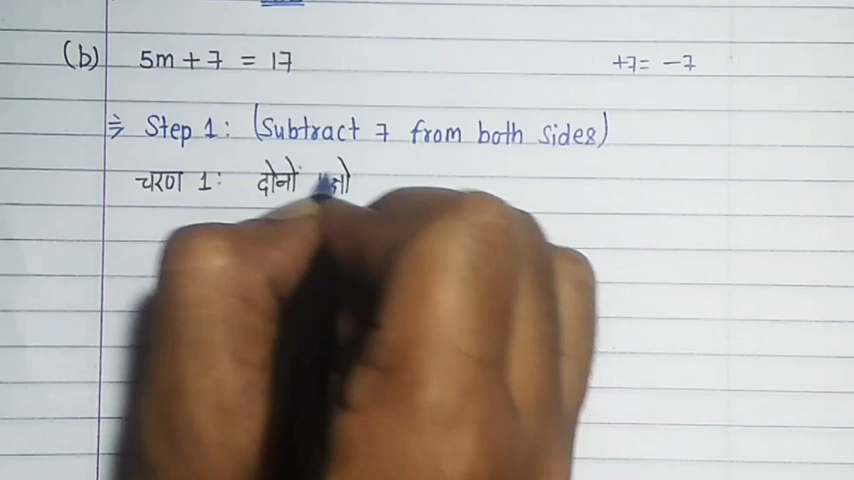 (b) 5m + 7 = 17 +7 = -7
⇒ Step 1: (Subtract 7 from both sides)
चरण 1: दोनों